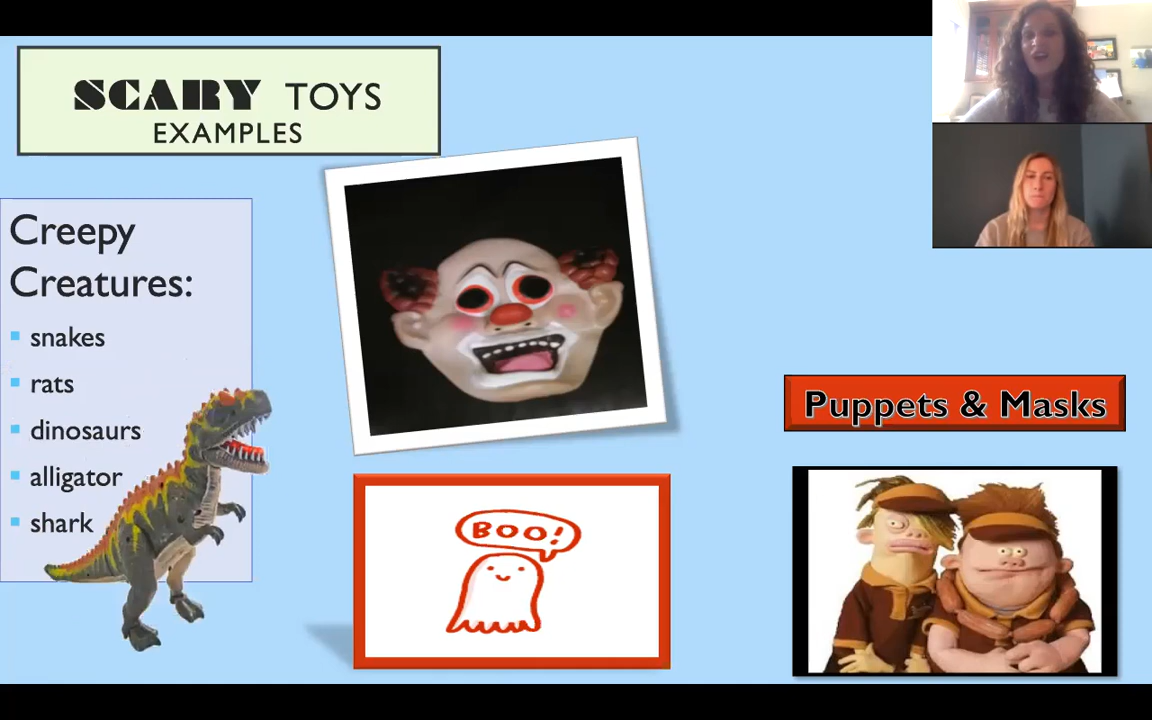 SCARY TOYS
EXAMPLES
Creepy
Creatures:
snakes
rats
dinosaurs
alligator
shark
BOO!
Puppets & Masks